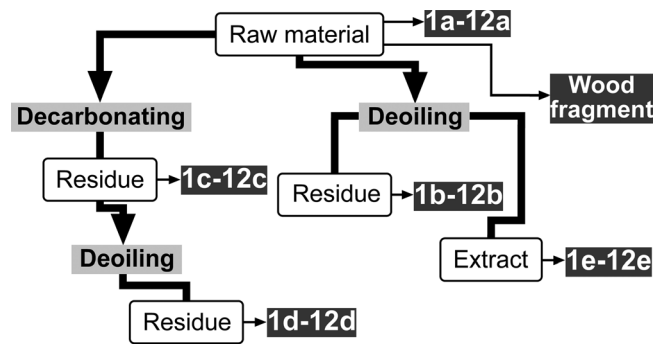 Raw material
1a-12a
Wood
fragment
Decarbonating
Deoiling
Residue
1c-12c
Residue
1b-12b
Deoiling
Extract
1e-12e
Residue
1d-12d